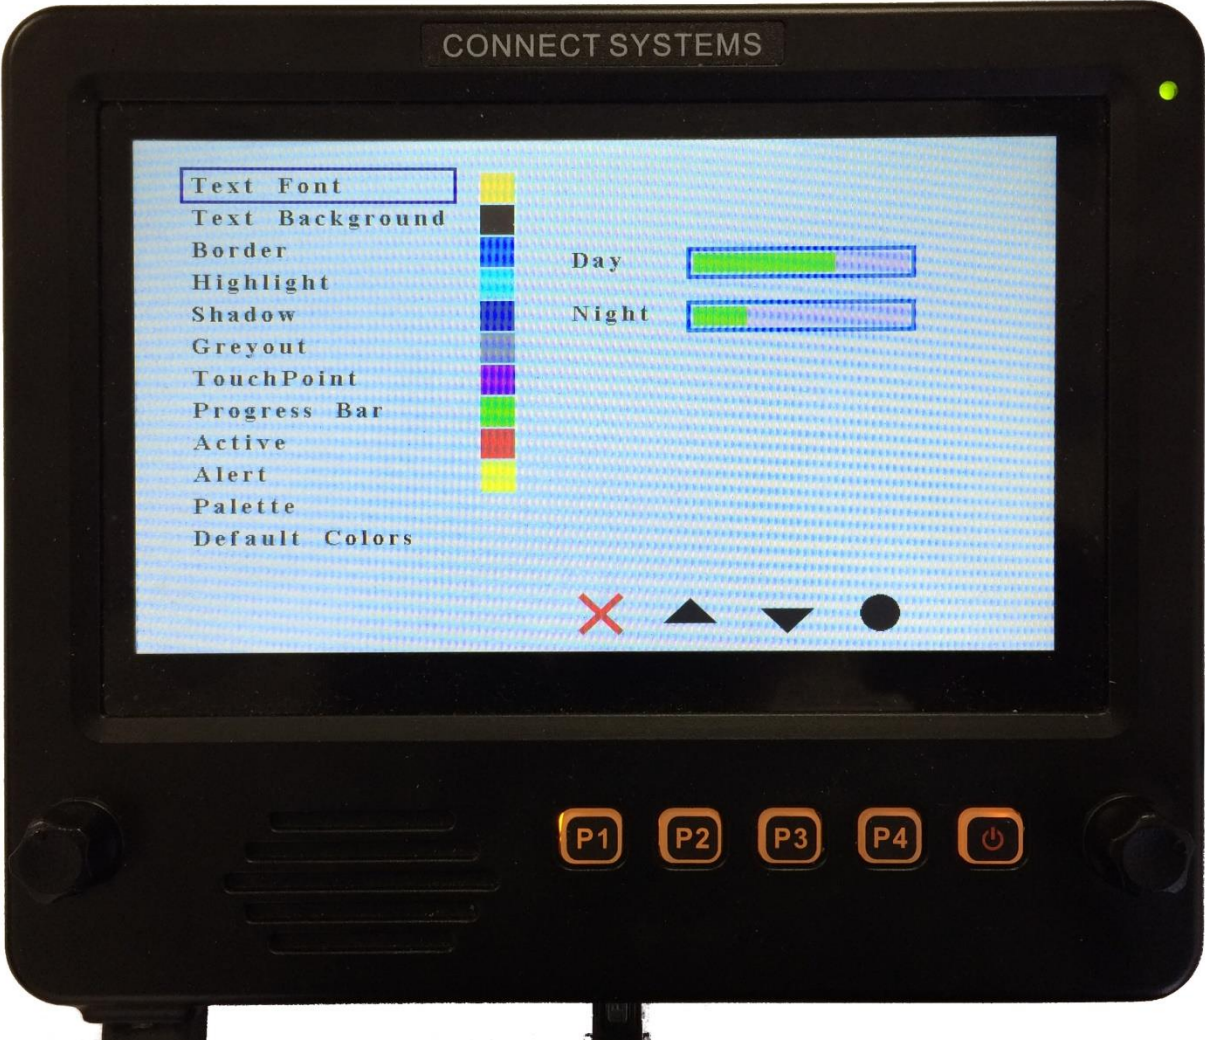 CONNECT SYSTEMS
Text Font
Text Background
Border
Highlight
Shadow
Greyout
TouchPoint
Progress Bar
Active
Alert
Palette
Default Colors
Day
Night
P1 P2 P3 P4